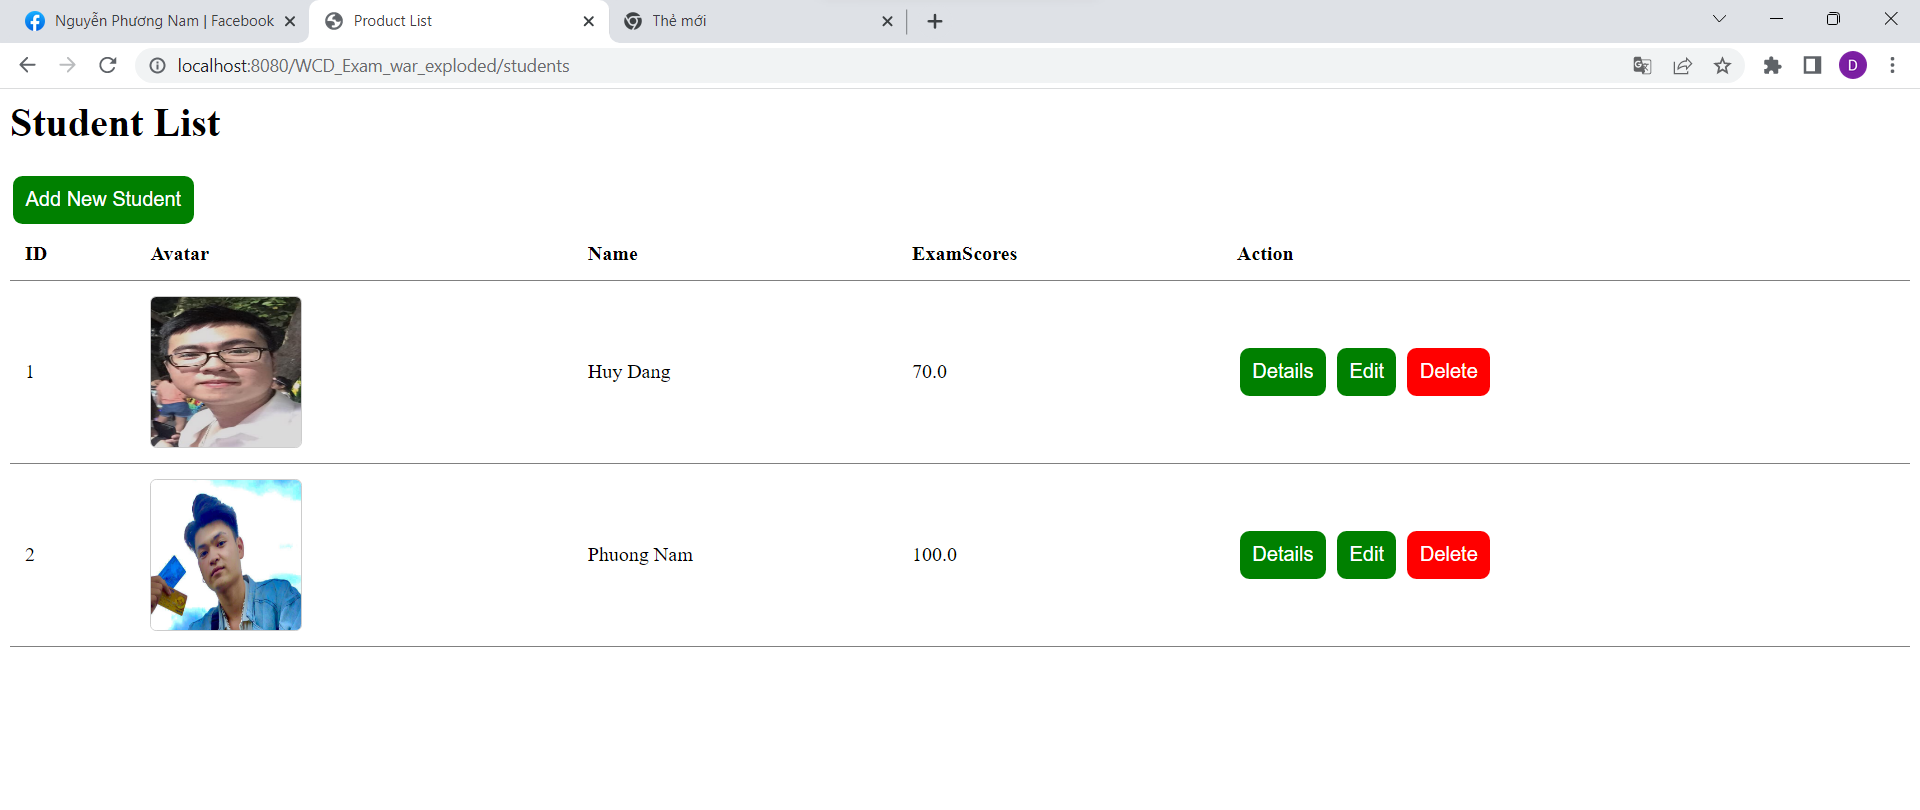 Nguyễn Phương Nam | Facebook
Product List
Thẻ mới
localhost:8080/WCD_Exam_war_exploded/students
D
Student List
Add New Student
ID Avatar Name ExamScores Action
1 Huy Dang 70.0 Details Edit Delete
2 Phuong Nam 100.0 Details Edit Delete